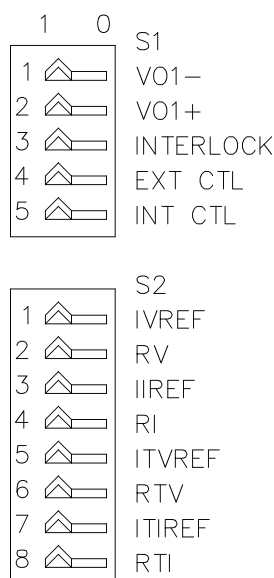 1 0
S1
1 VO1−
2 VO1+
3 INTERLOCK
4 EXT CTL
5 INT CTL
S2
1 IVREF
2 RV
3 IIREF
4 RI
5 ITVREF
6 RTV
7 ITIREF
8 RTI